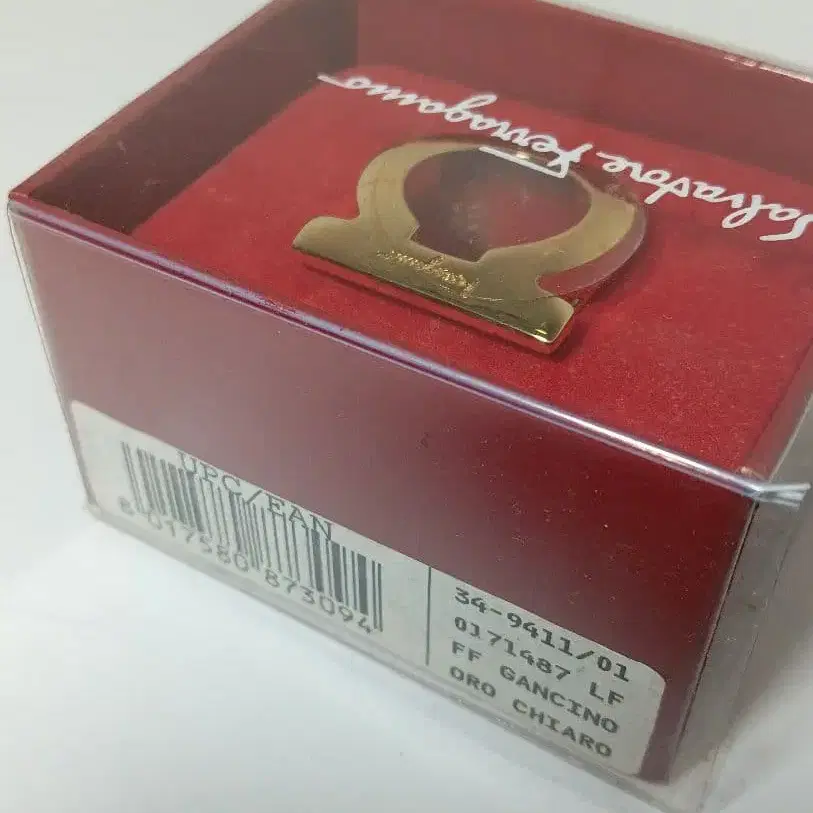 Salvatore Ferragamo
UPC/EAN
8 017580 873094
34-9411/01
0171487 LF
FF GANCINO
ORO CHIARO